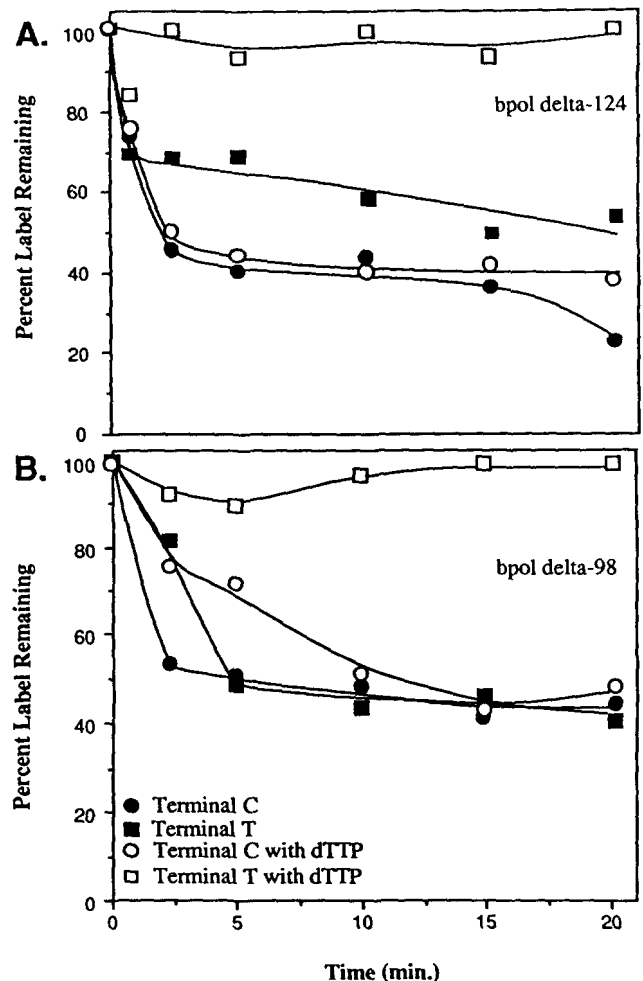 A.
100
80
60
40
20
0
Percent Label Remaining
bpol delta-124
B.
100
80
60
40
20
0
Percent Label Remaining
bpol delta-98
Terminal C
Terminal T
Terminal C with dTTP
Terminal T with dTTP
0 5 10 15 20
Time (min.)